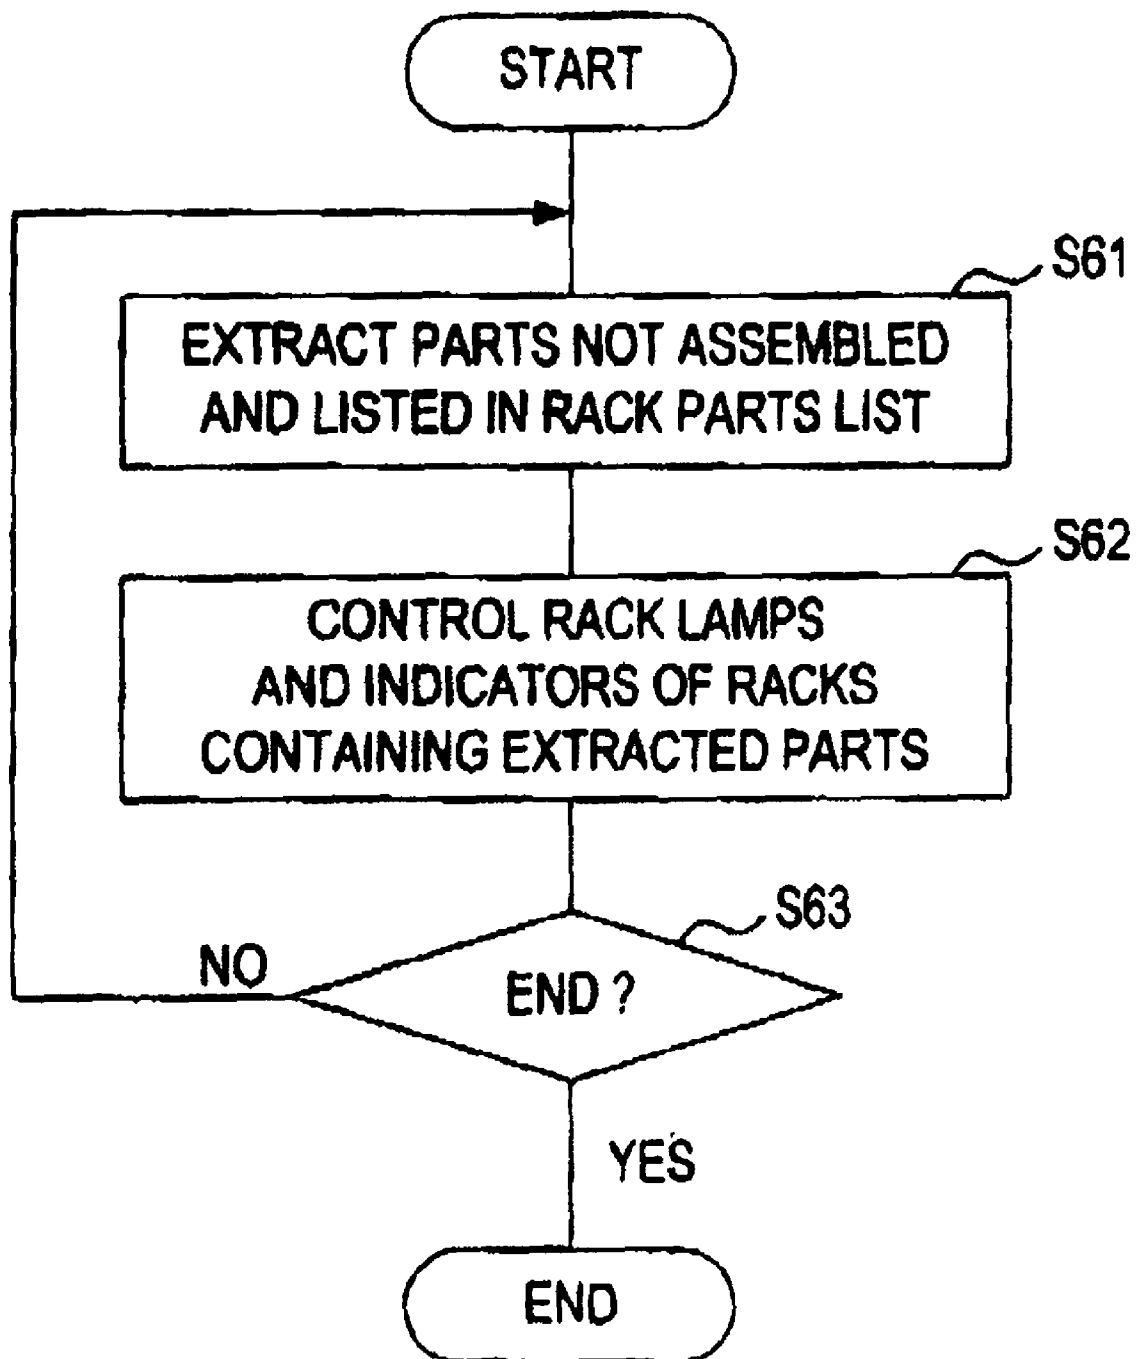 START
S61
EXTRACT PARTS NOT ASSEMBLED
AND LISTED IN RACK PARTS LIST
S62
CONTROL RACK LAMPS
AND INDICATORS OF RACKS
CONTAINING EXTRACTED PARTS
S63
END ?
NO
YES
END